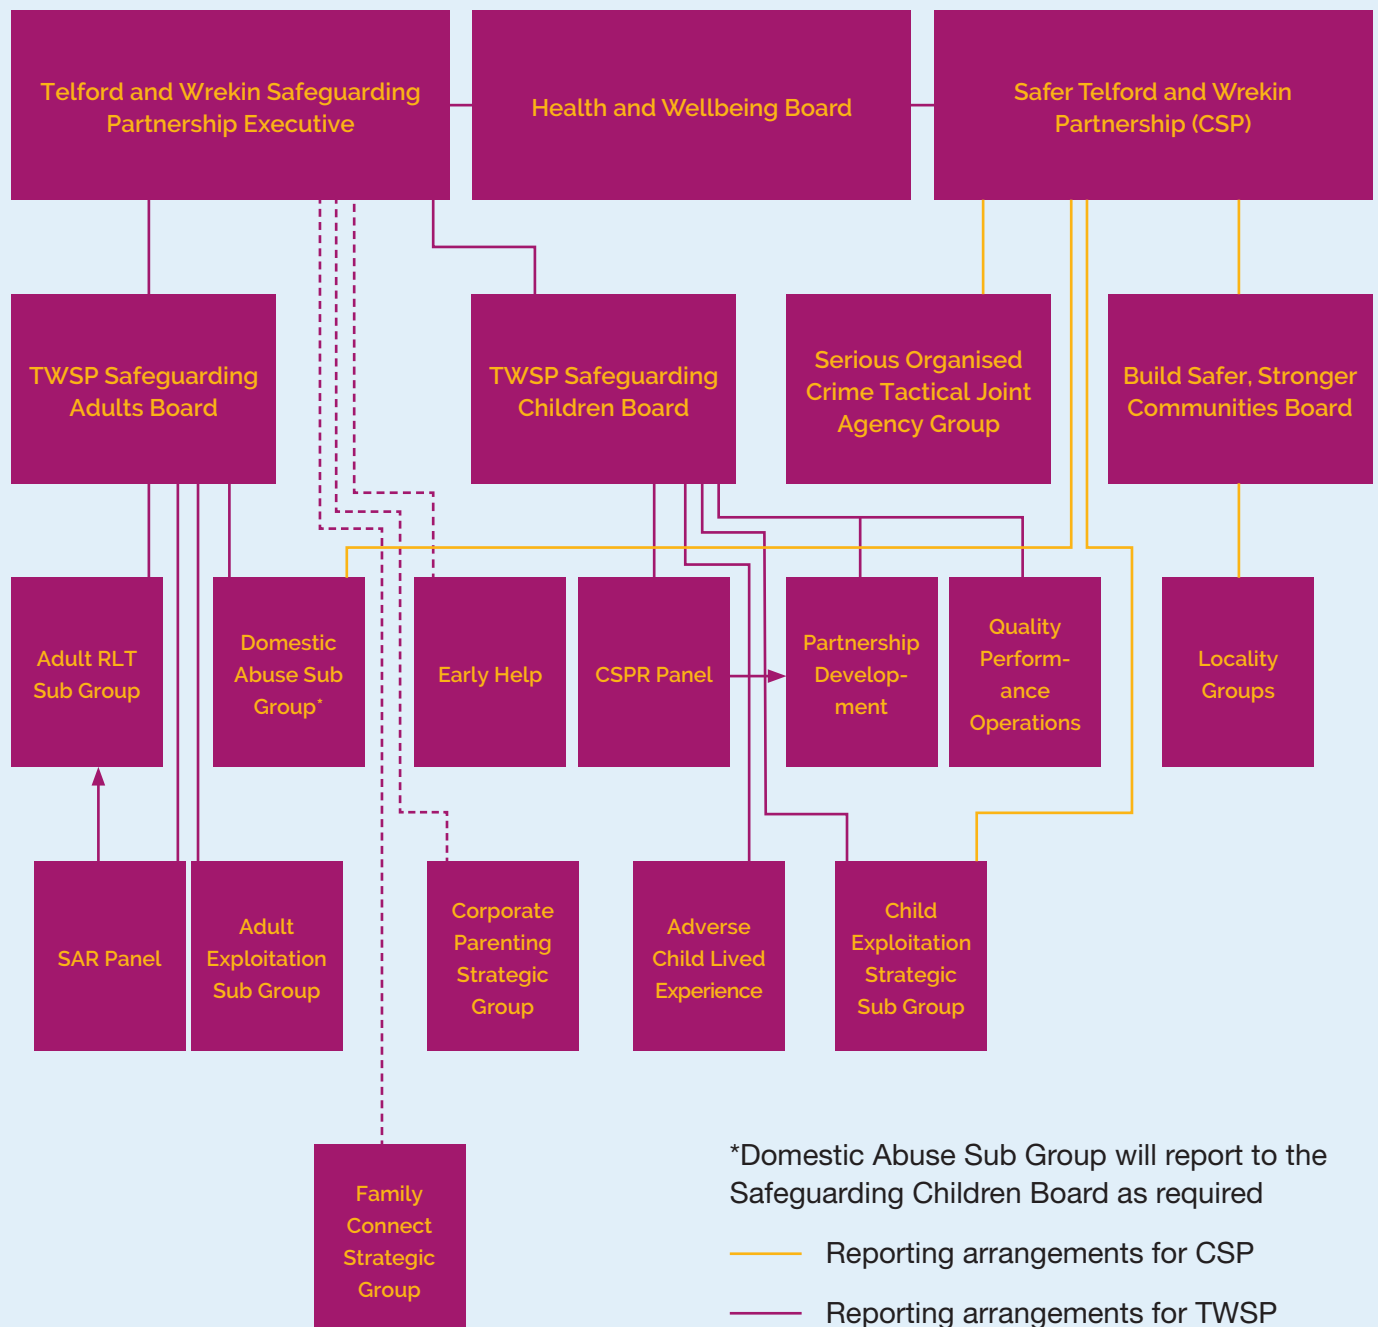 Telford and Wrekin Safeguarding
Partnership Executive
Health and Wellbeing Board
Safer Telford and Wrekin
Partnership (CSP)
TWSP Safeguarding
Adults Board
TWSP Safeguarding
Children Board
Serious Organised
Crime Tactical Joint
Agency Group
Build Safer, Stronger
Communities Board
Adult RLT
Sub Group
Domestic
Abuse Sub
Group*
Early Help
CSPR Panel
Partnership
Develop-
ment
Quality
Perform-
ance
Operations
Locality
Groups
SAR Panel
Adult
Exploitation
Sub Group
Corporate
Parenting
Strategic
Group
Adverse
Child Lived
Experience
Child
Exploitation
Strategic
Sub Group
Family
Connect
Strategic
Group
*Domestic Abuse Sub Group will report to the
Safeguarding Children Board as required
Reporting arrangements for CSP
Reporting arrangements for TWSP